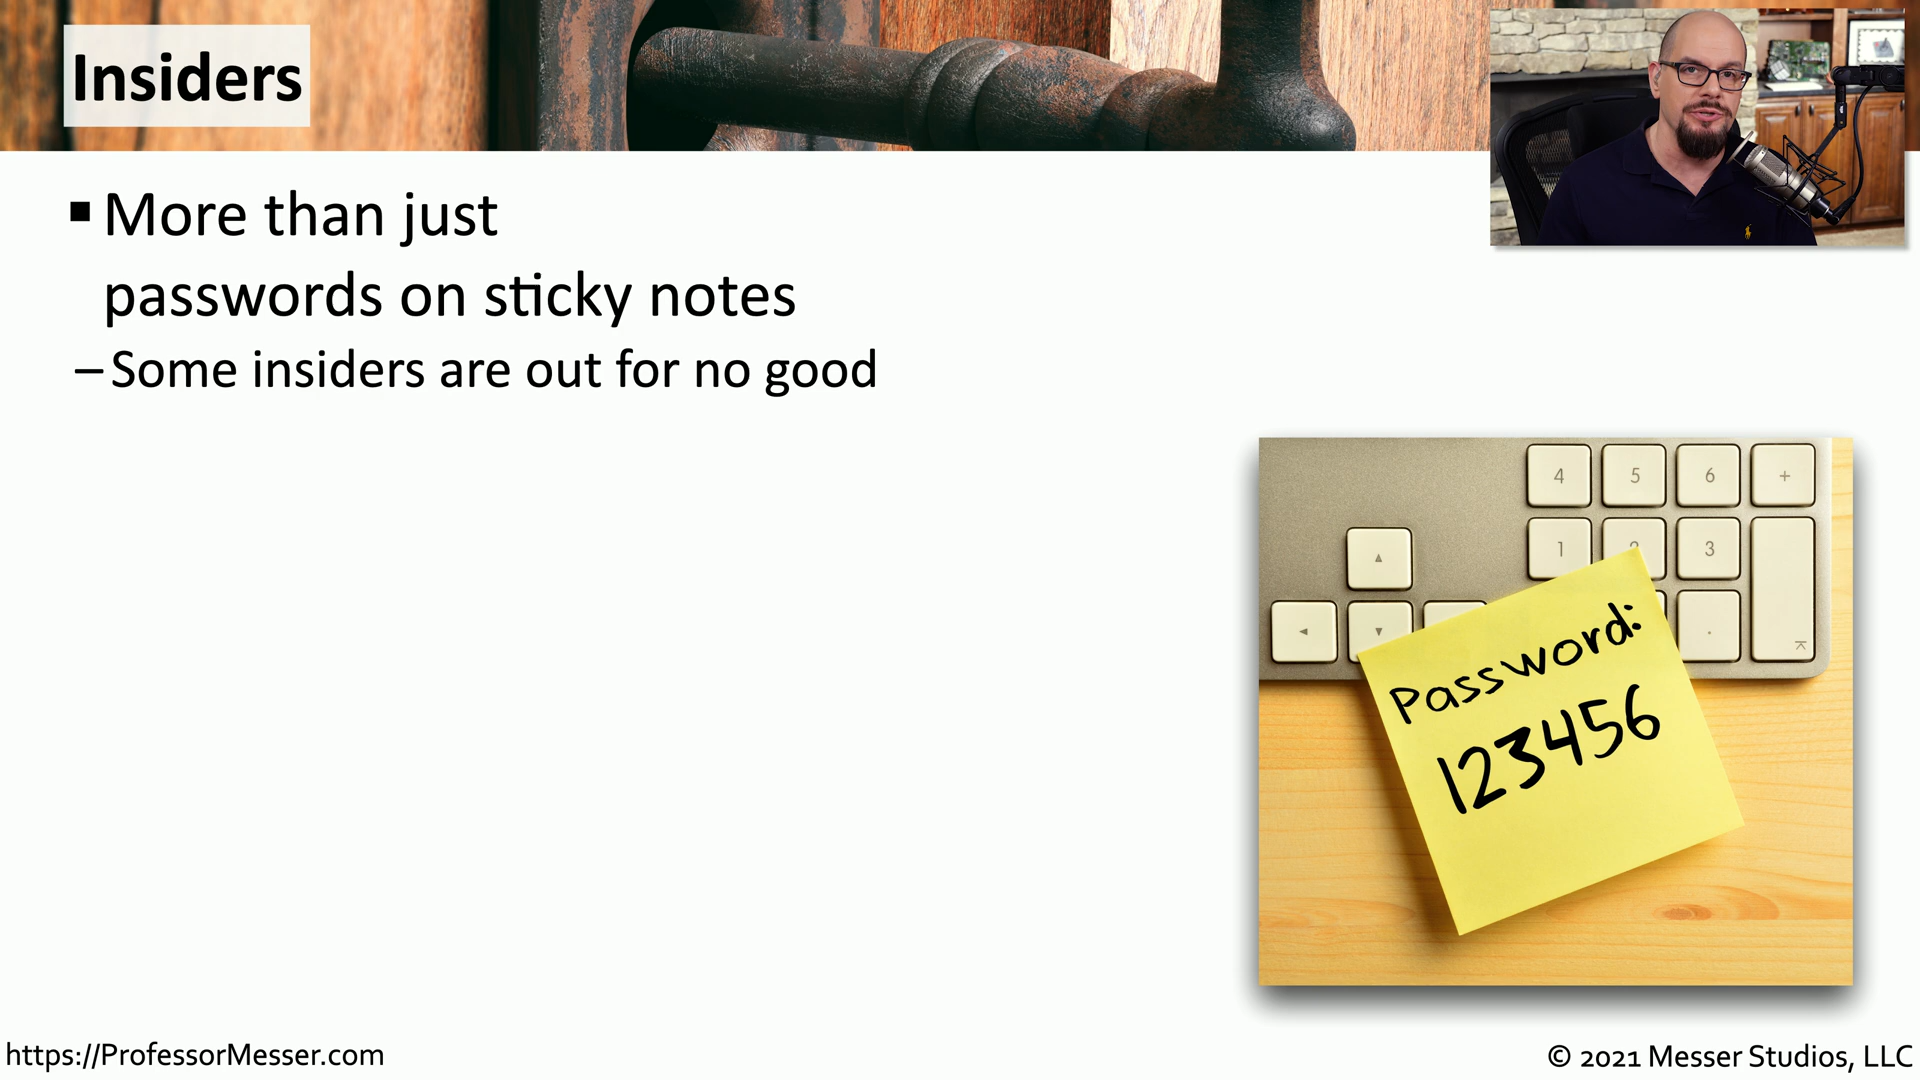 Insiders
▪ More than just
passwords on sticky notes
– Some insiders are out for no good
4 5 6 +
1 2 3
.
Password:
123456
https://ProfessorMesser.com
© 2021 Messer Studios, LLC